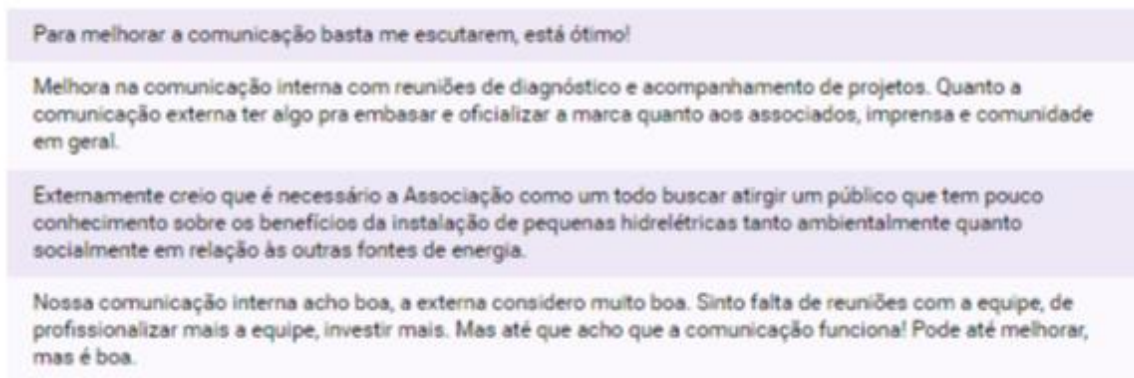 Para melhorar a comunicação basta me escutarem, está ótimo!
Melhora na comunicação interna com reuniões de diagnóstico e acompanhamento de projetos. Quanto a
comunicação externa ter algo pra embasar e oficializar a marca quanto aos associados, imprensa e comunidade
em geral.
Externamente creio que é necessário a Associação como um todo buscar atirgir um público que tem pouco
conhecimento sobre os benefícios da instalação de pequenas hidrelétricas tanto ambientalmente quanto
socialmente em relação às outras fontes de energia.
Nossa comunicação interna acho boa, a externa considero muito boa. Sinto falta de reuniões com a equipe, de
profissionalizar mais a equipe, investir mais. Mas até que acho que a comunicação funciona! Pode até melhorar,
mas é boa.